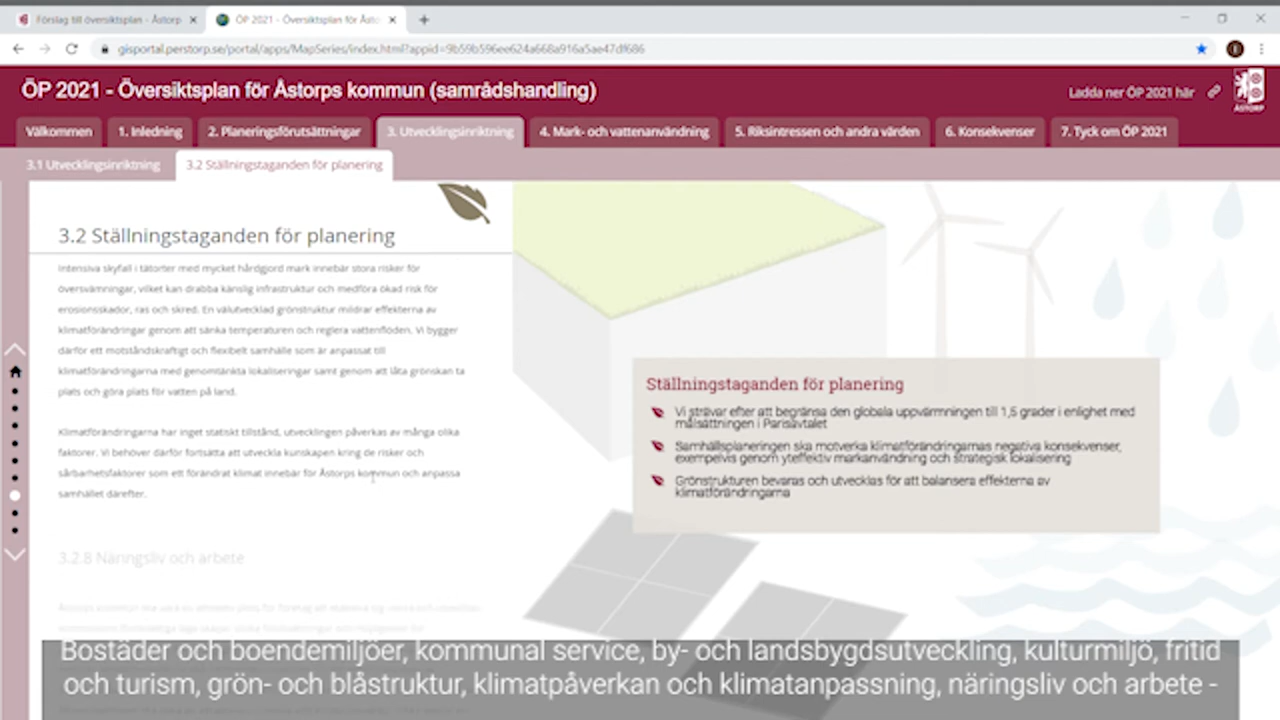 Förslag till översiktsplan - Åstorp
ÖP 2021 - Översiktsplan för Åsto
gisportal.perstorp.se/portal/apps/MapSeries/index.html?appid=9b59b596ee624a668a916a5ae47df686
ÖP 2021 - Översiktsplan för Åstorps kommun (samrådshandling)
Ladda ner ÖP 2021 här
ÅSTORP
Välkommen
1. Inledning
2. Planeringsförutsättningar
3. Utvecklingsinriktning
4. Mark- och vattenanvändning
5. Riksintressen och andra värden
6. Konsekvenser
7. Tyck om ÖP 2021
3.1 Utvecklingsinriktning
3.2 Ställningstaganden för planering
3.2 Ställningstaganden för planering
Intensiva skyfall i tätorter med mycket hårdgjord mark innebär stora risker för
översvämningar, vilket kan drabba känslig infrastruktur och medföra ökad risk för
erosionsskador, ras och skred. En välutvecklad grönstruktur mildrar effekterna av
klimatförändringar genom att sänka temperaturen och reglera vattenflöden. Vi bygger
därför ett motståndskraftigt och flexibelt samhälle som är anpassat till
klimatförändringarna med genomtänkta lokaliseringar samt genom att låta grönskan ta
plats och göra plats för vatten på land.
Klimatförändringarna har inget statiskt tillstånd, utvecklingen påverkas av många olika
faktorer. Vi behöver därför fortsätta att utveckla kunskapen kring de risker och
sårbarhetsfaktorer som ett förändrat klimat innebär för Åstorps kommun och anpassa
samhället därefter.
3.2.8 Näringsliv och arbete
Ställningstaganden för planering
Vi strävar efter att begränsa den globala uppvärmningen till 1,5 grader i enlighet med
målsättningen i Parisavtalet
Samhällsplaneringen ska motverka klimatförändringarnas negativa konsekvenser,
exempelvis genom yteffektiv markanvändning och strategisk lokalisering
Grönstrukturen bevaras och utvecklas för att balansera effekterna av
klimatförändringarna
Bostäder och boendemiljöer, kommunal service, by- och landsbygdsutveckling, kulturmiljö, fritid
och turism, grön- och blåstruktur, klimatpåverkan och klimatanpassning, näringsliv och arbete -